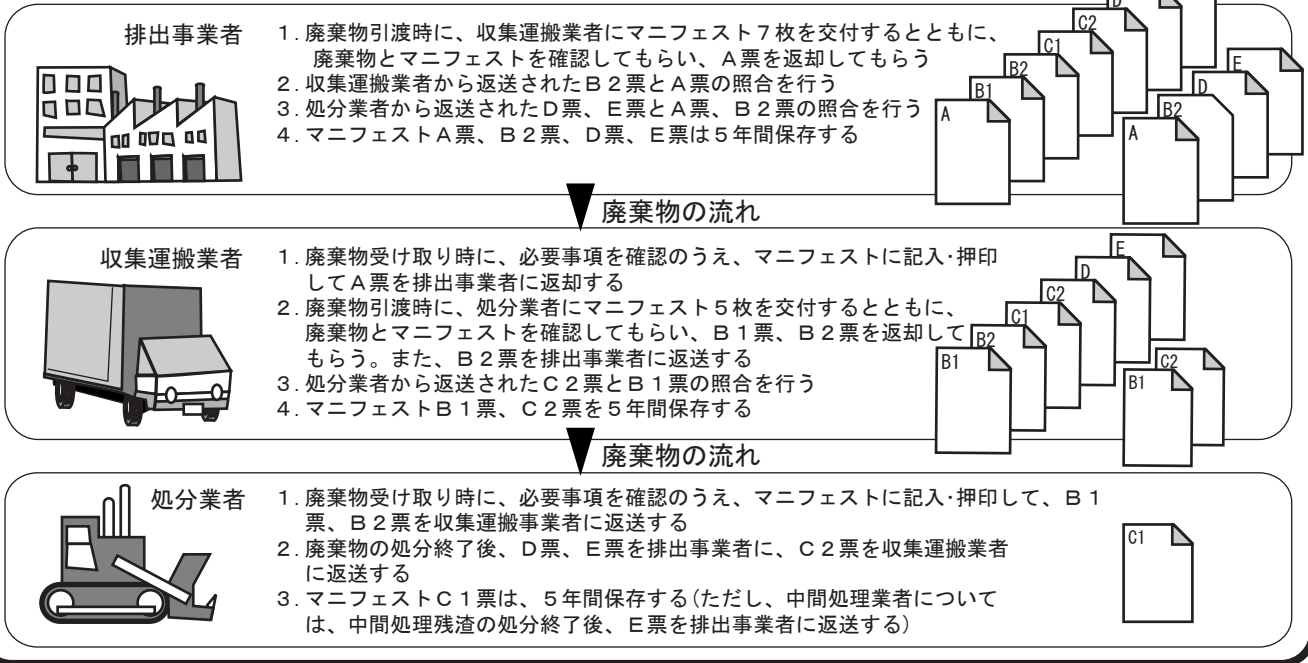 排出事業者
1.廃棄物引渡時に、収集運搬業者にマニフェスト7枚を交付するとともに、
廃棄物とマニフェストを確認してもらい、A票を返却してもらう
2.収集運搬業者から返送されたB2票とA票の照合を行う
3.処分業者から返送されたD票、E票とA票、B2票の照合を行う
4.マニフェストA票、B2票、D票、E票は5年間保存する
A
B1
B2
C1
C2
D
A
B2
D
E
廃棄物の流れ
収集運搬業者
1.廃棄物受け取り時に、必要事項を確認のうえ、マニフェストに記入・押印
してA票を排出事業者に返却する
2.廃棄物引渡時に、処分業者にマニフェスト5枚を交付するとともに、
廃棄物とマニフェストを確認してもらい、B1票、B2票を返却して
もらう。また、B2票を排出事業者に返送する
3.処分業者から返送されたC2票とB1票の照合を行う
4.マニフェストB1票、C2票を5年間保存する
B1
B2
C1
C2
D
E
B1
C2
廃棄物の流れ
処分業者
1.廃棄物受け取り時に、必要事項を確認のうえ、マニフェストに記入・押印して、B1
票、B2票を収集運搬事業者に返送する
2.廃棄物の処分終了後、D票、E票を排出事業者に、C2票を収集運搬業者
に返送する
3.マニフェストC1票は、5年間保存する(ただし、中間処理業者について
は、中間処理残渣の処分終了後、E票を排出事業者に返送する)
C1